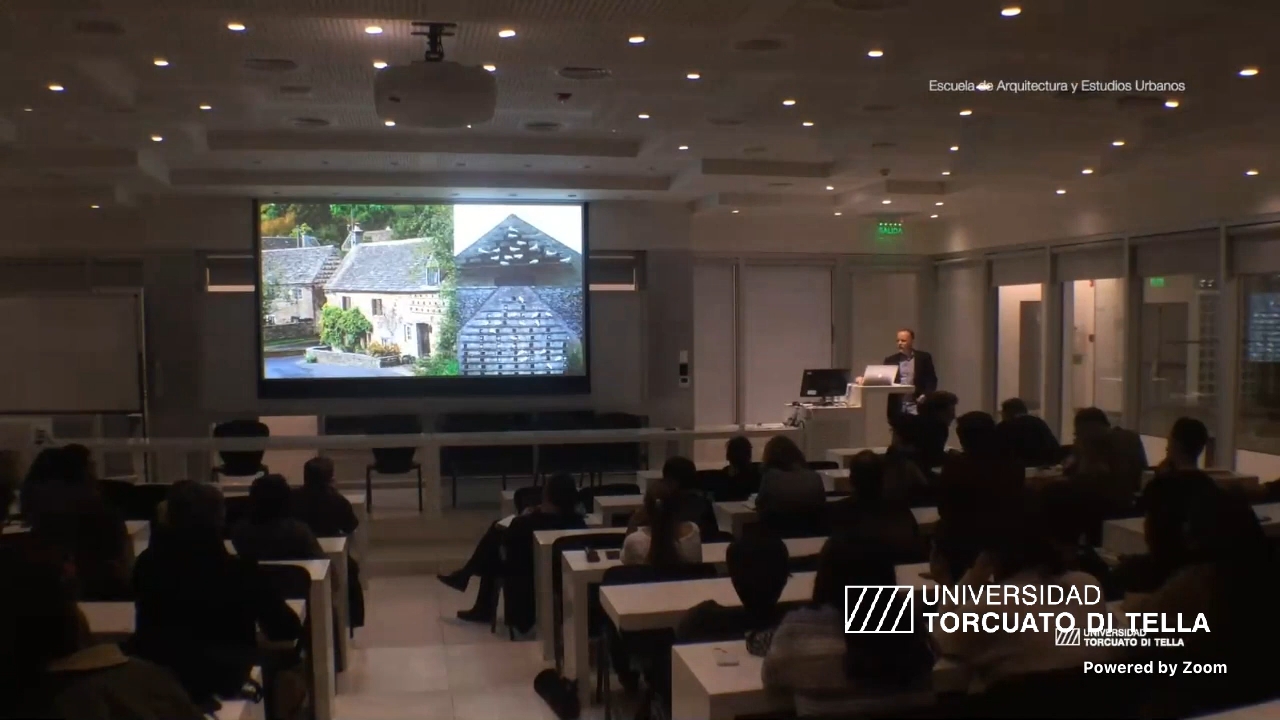 Escuela de Arquitectura y Estudios Urbanos
SALIDA
UNIVERSIDAD
TORCUATO DI TELLA
UNIVERSIDAD
TORCUATO DI TELLA
Powered by Zoom